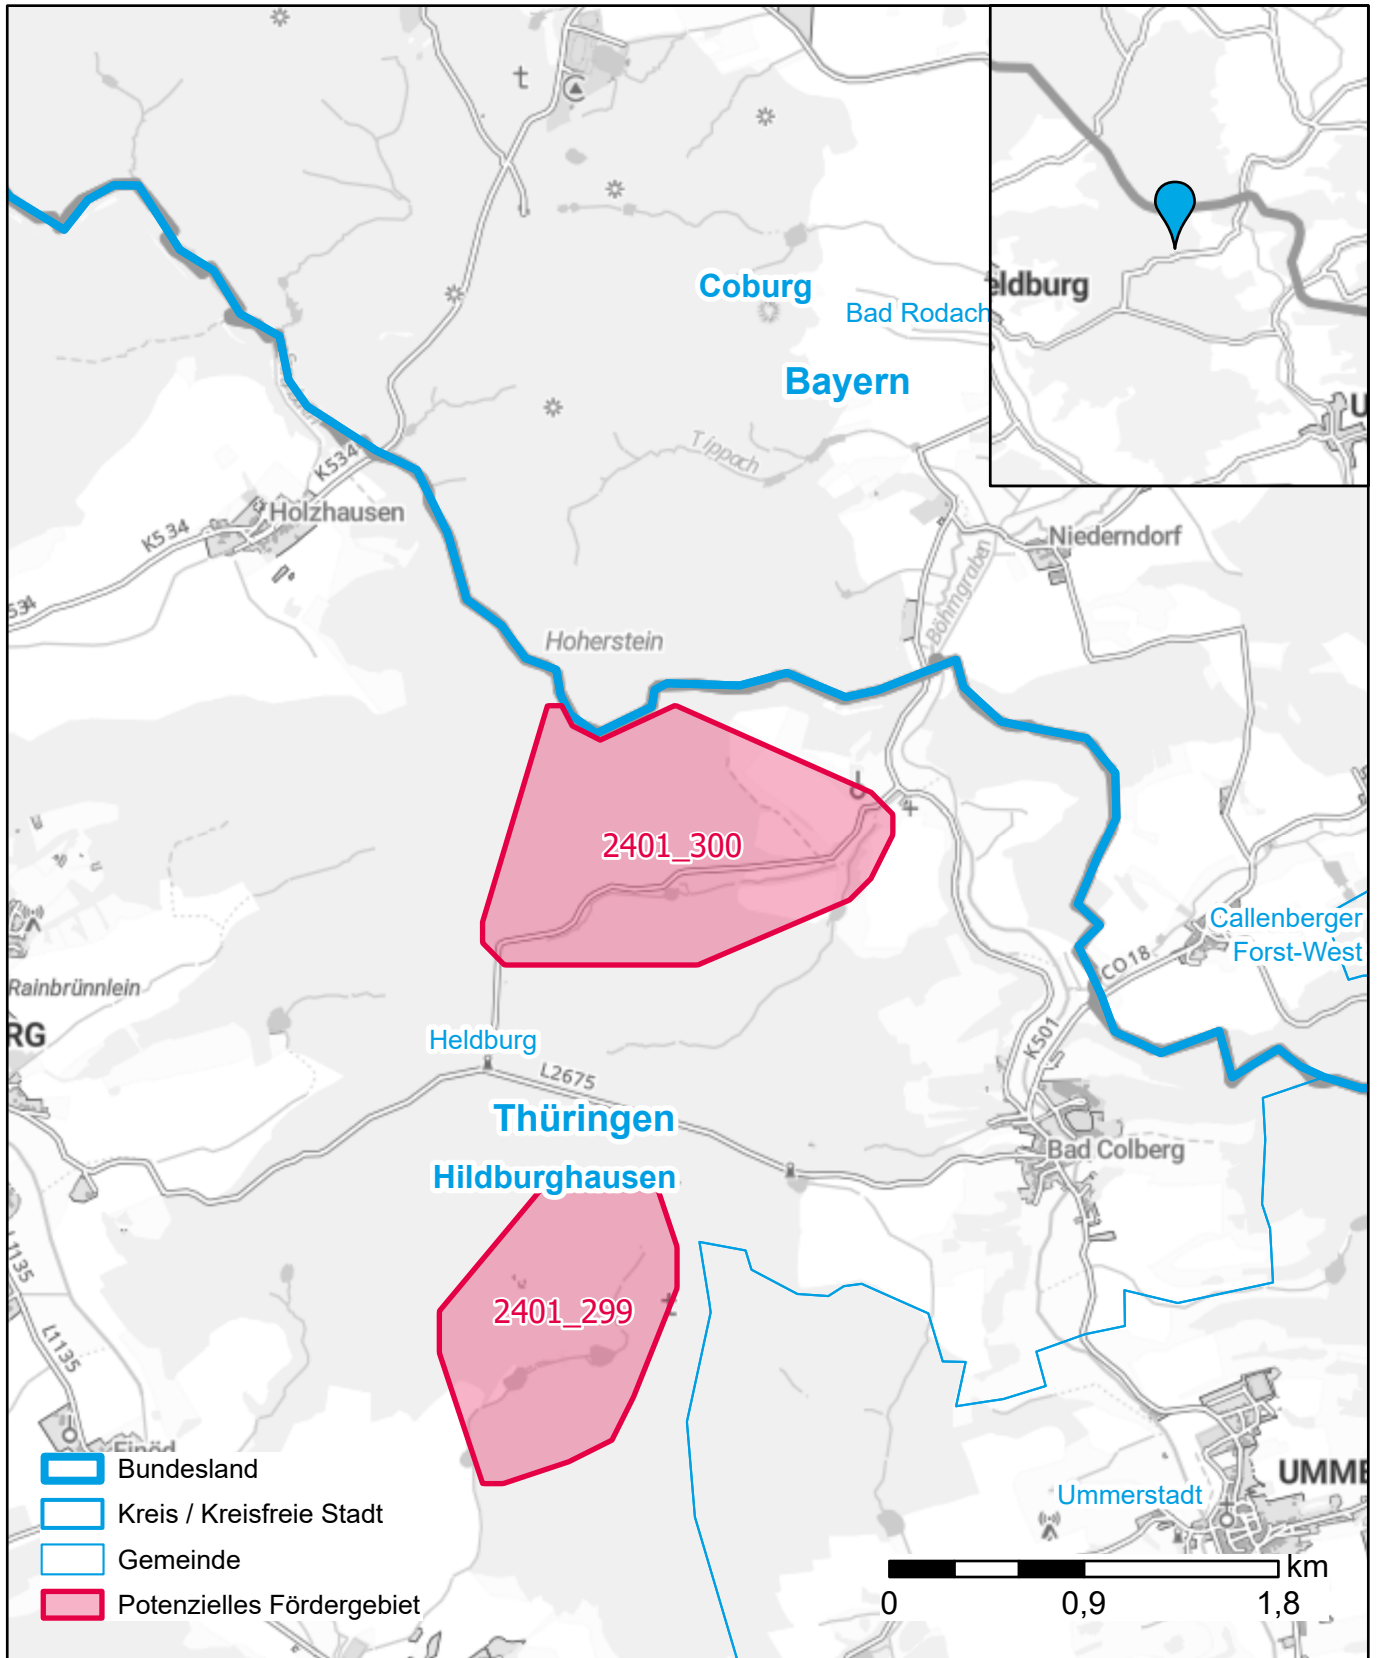 Coburg
Bad Rodach
Bayern
eldburg
U
Tippach
K534
Holzhausen
K534
534
Niederndorf
Böhmgraben
Hoherstein
2401_300
Callenberger
Forst-West
CO18
Rainbrünnlein
RG
Heldburg
K501
L2675
Thüringen
Bad Colberg
Hildburghausen
L1135
2401_299
L1135
Einöd
UMME
Ummerstadt
Bundesland
Kreis / Kreisfreie Stadt
Gemeinde
Potenzielles Fördergebiet
km
0
0,9
1,8